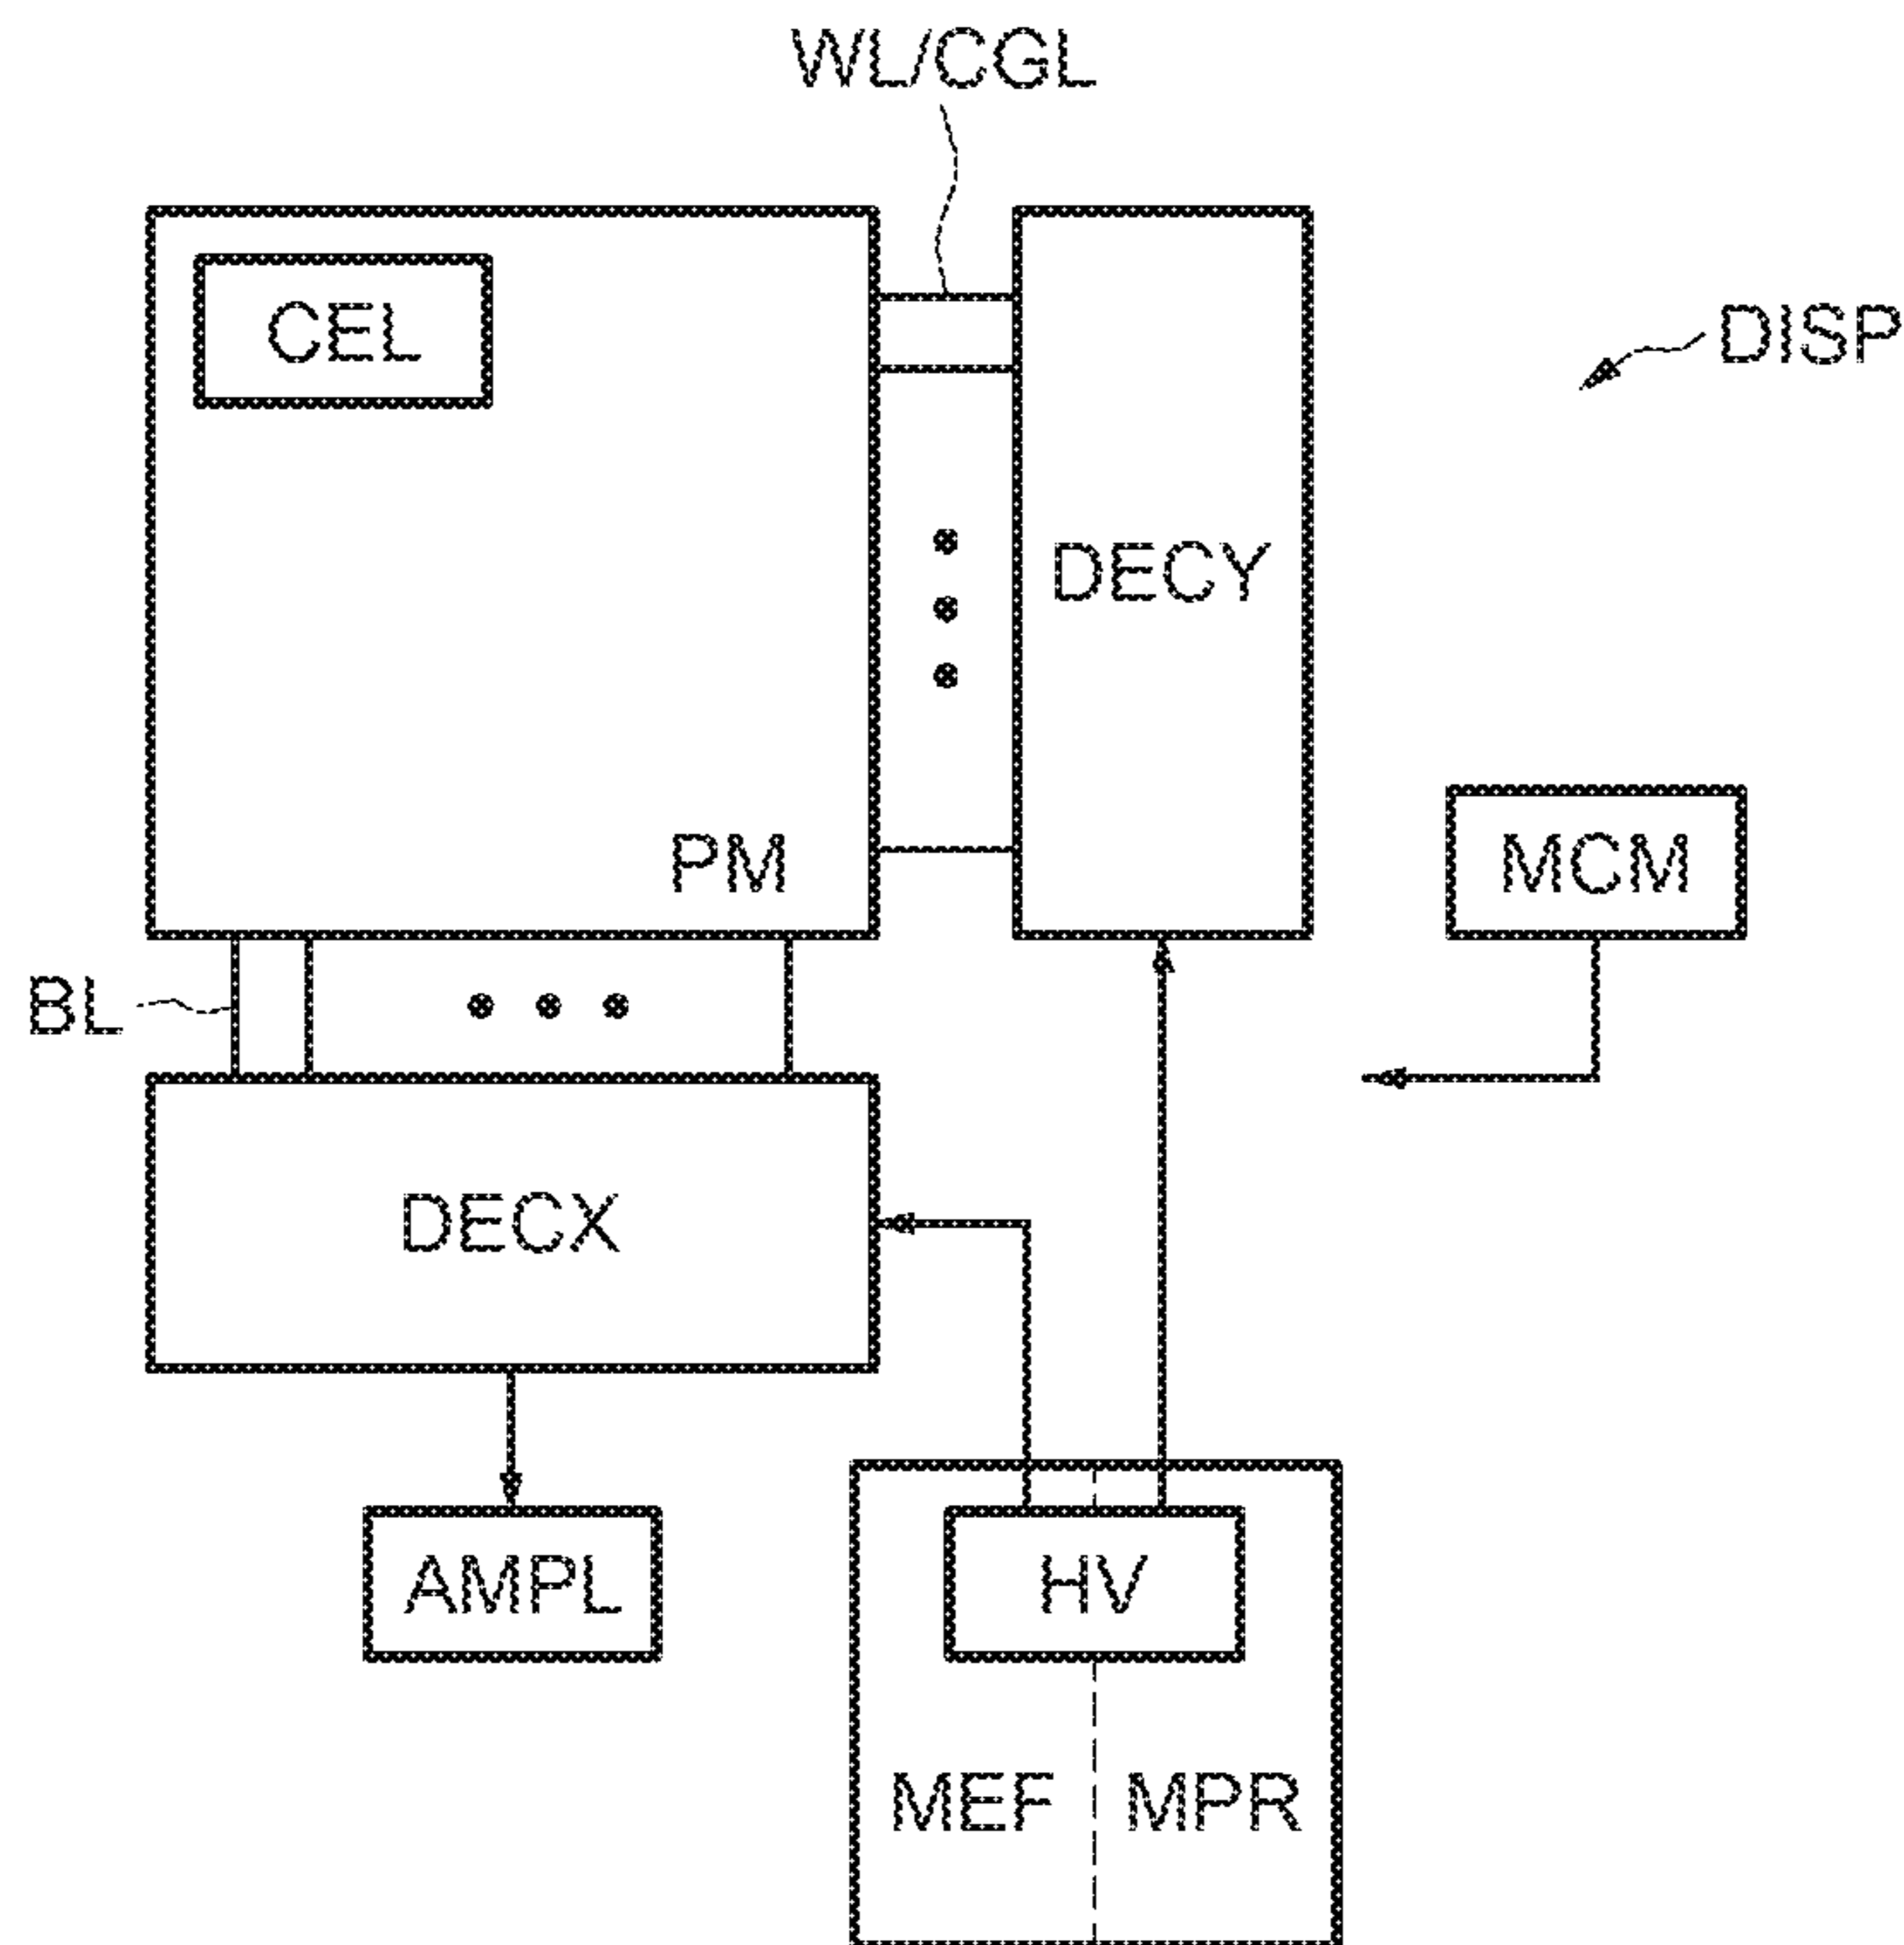 WL/CGL
CEL
DISP
DECY
PM
MCM
BL
DECX
AMPL
HV
MEF
MPR